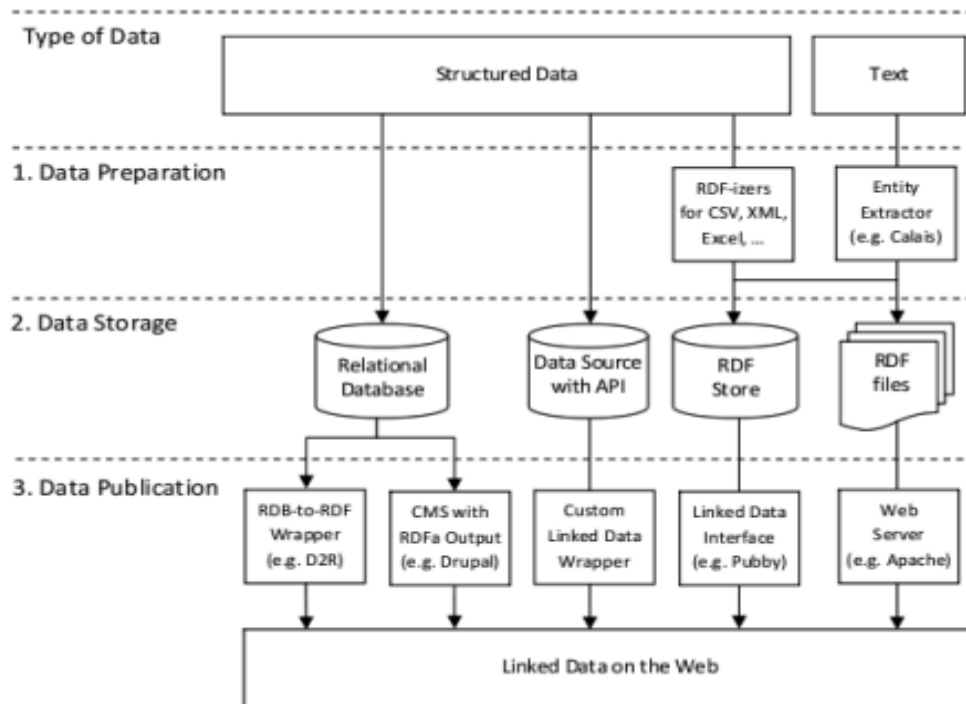 Type of Data
Structured Data
Text
1. Data Preparation
RDF-izers
for CSV, XML,
Excel, ...
Entity
Extractor
(e.g. Calais)
2. Data Storage
Relational
Database
Data Source
with API
RDF
Store
RDF
files
3. Data Publication
RDB-to-RDF
Wrapper
(e.g. D2R)
CMS with
RDFa Output
(e.g. Drupal)
Custom
Linked Data
Wrapper
Linked Data
Interface
(e.g. Pubby)
Web
Server
(e.g. Apache)
Linked Data on the Web